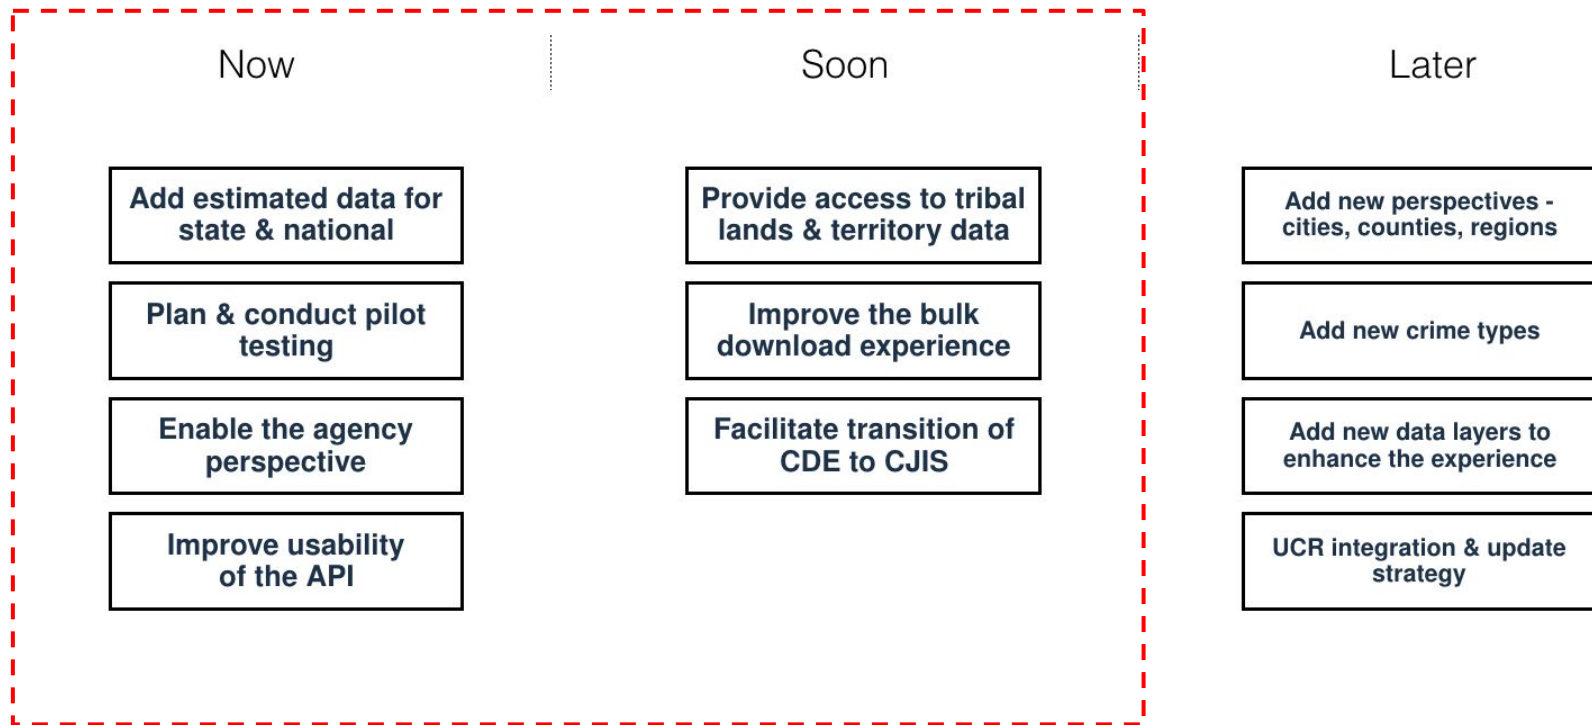 Now
Soon
Later
Add estimated data for
state & national
Plan & conduct pilot
testing
Enable the agency
perspective
Improve usability
of the API
Provide access to tribal
lands & territory data
Improve the bulk
download experience
Facilitate transition of
CDE to CJIS
Add new perspectives -
cities, counties, regions
Add new crime types
Add new data layers to
enhance the experience
UCR integration & update
strategy